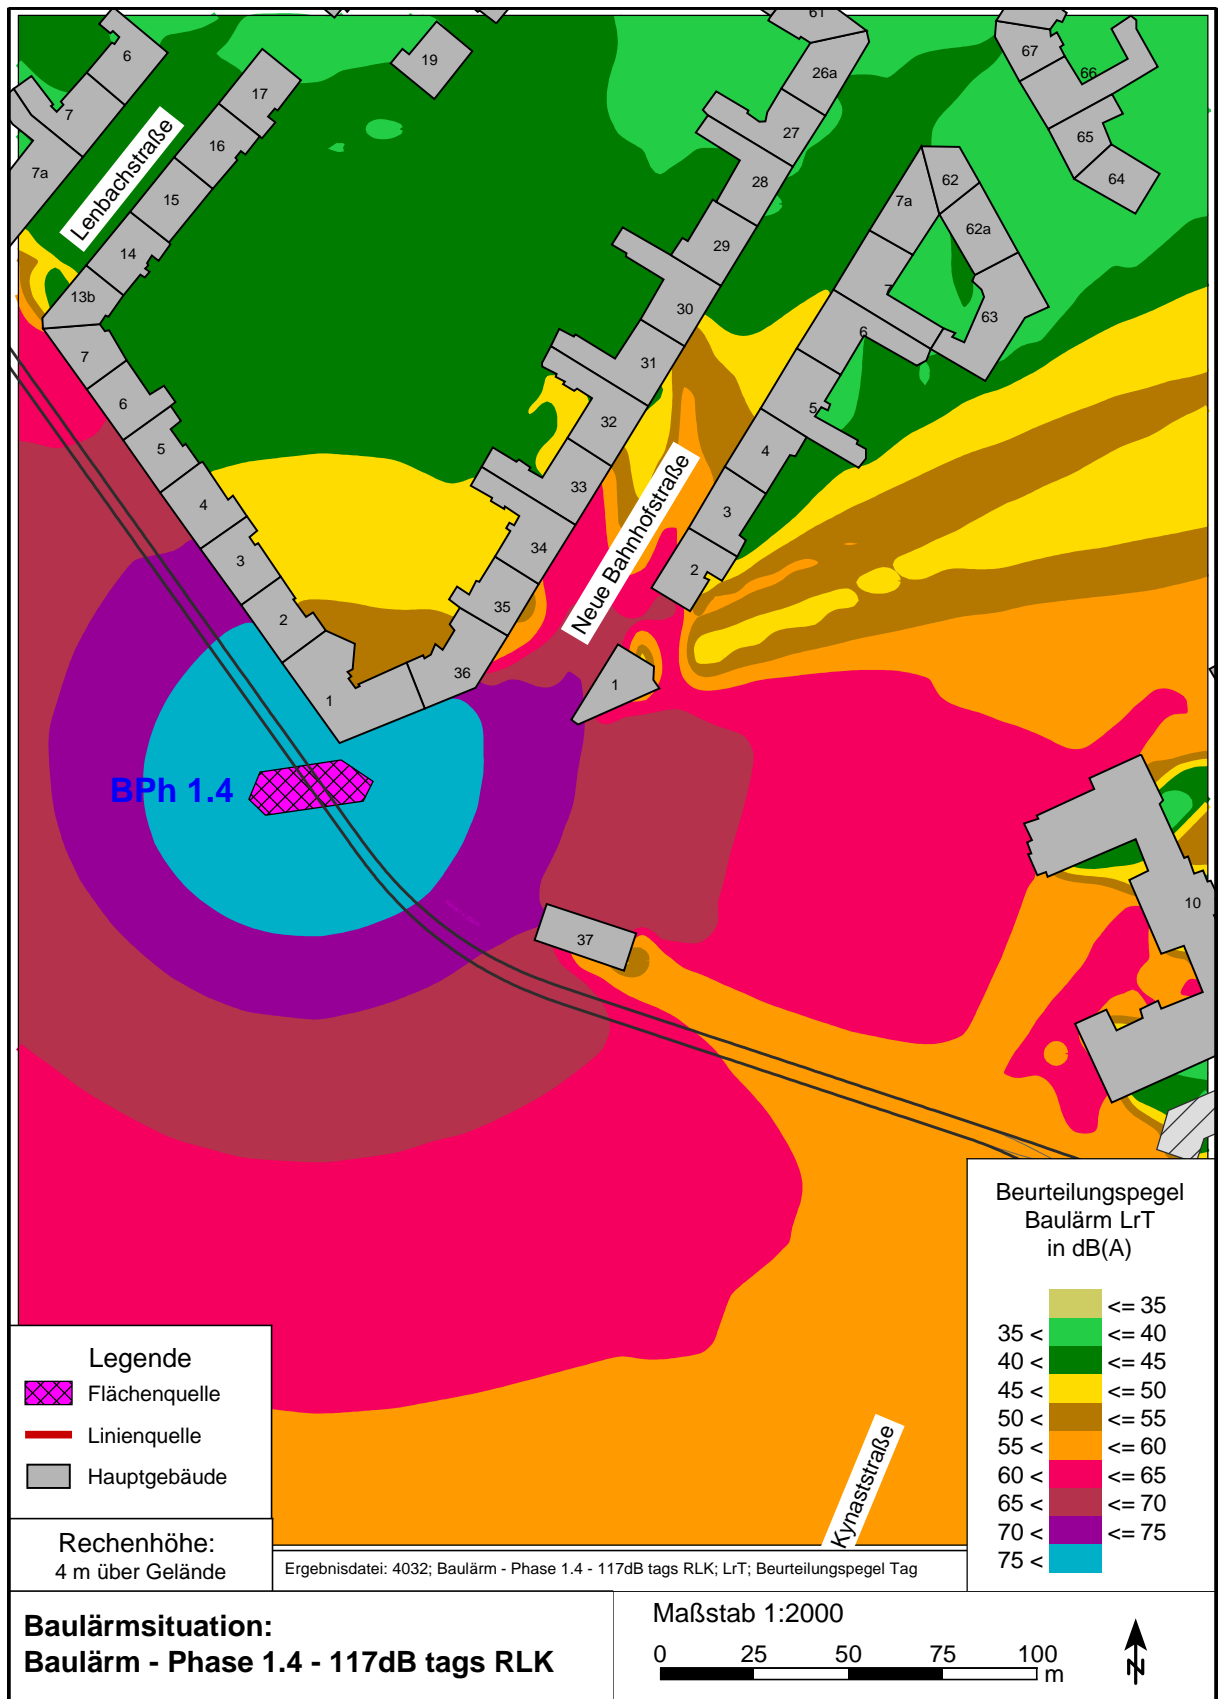 6
7
7a
Lenbachstraße
17
16
15
14
13b
7
6
5
4
3
2
1
19
61
26a
27
28
29
30
31
32
33
34
35
36
Neue Bahnhofstraße
67
66
65
64
62
7a
62a
63
7
6
5
4
3
2
1
BPh 1.4
37
10
Kynaststraße
Beurteilungspegel
Baulärm LrT
in dB(A)
<= 35
35 < <= 40
40 < <= 45
45 < <= 50
50 < <= 55
55 < <= 60
60 < <= 65
65 < <= 70
70 < <= 75
75 <
Legende
Flächenquelle
Linienquelle
Hauptgebäude
Rechenhöhe:
4 m über Gelände
Ergebnisdatei: 4032; Baulärm - Phase 1.4 - 117dB tags RLK; LrT; Beurteilungspegel Tag
Baulärmsituation:
Baulärm - Phase 1.4 - 117dB tags RLK
Maßstab 1:2000
0 25 50 75 100
m
N